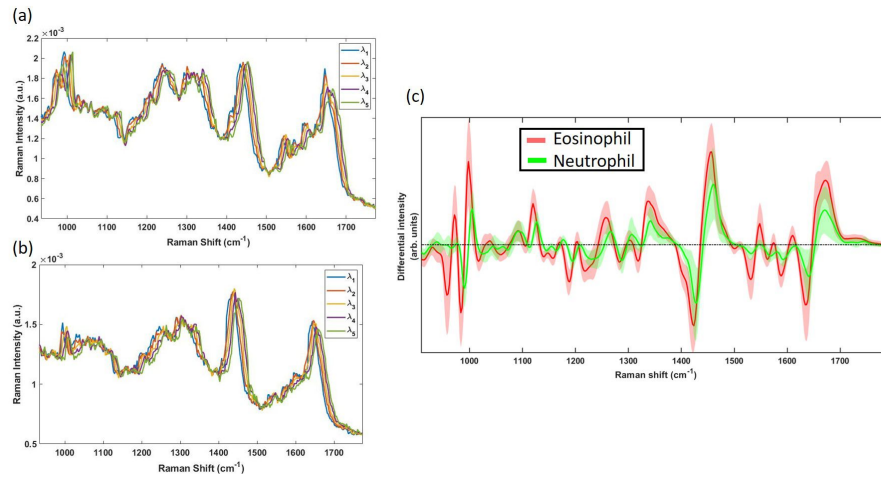 (a)
×10⁻³
2.2
2
1.8
1.6
1.4
1.2
1
0.8
0.6
0.4
Raman Intensity (a.u.)
1000 1100 1200 1300 1400 1500 1600 1700
Raman Shift (cm⁻¹)
λ₁
λ₂
λ₃
λ₄
λ₅
(b)
×10⁻³
2
1.5
1
0.5
Raman Intensity (a.u.)
1000 1100 1200 1300 1400 1500 1600 1700
Raman Shift (cm⁻¹)
λ₁
λ₂
λ₃
λ₄
λ₅
(c)
Eosinophil
Neutrophil
Differential intensity
(arb. units)
0
1000 1100 1200 1300 1400 1500 1600 1700
Raman shift (cm⁻¹)